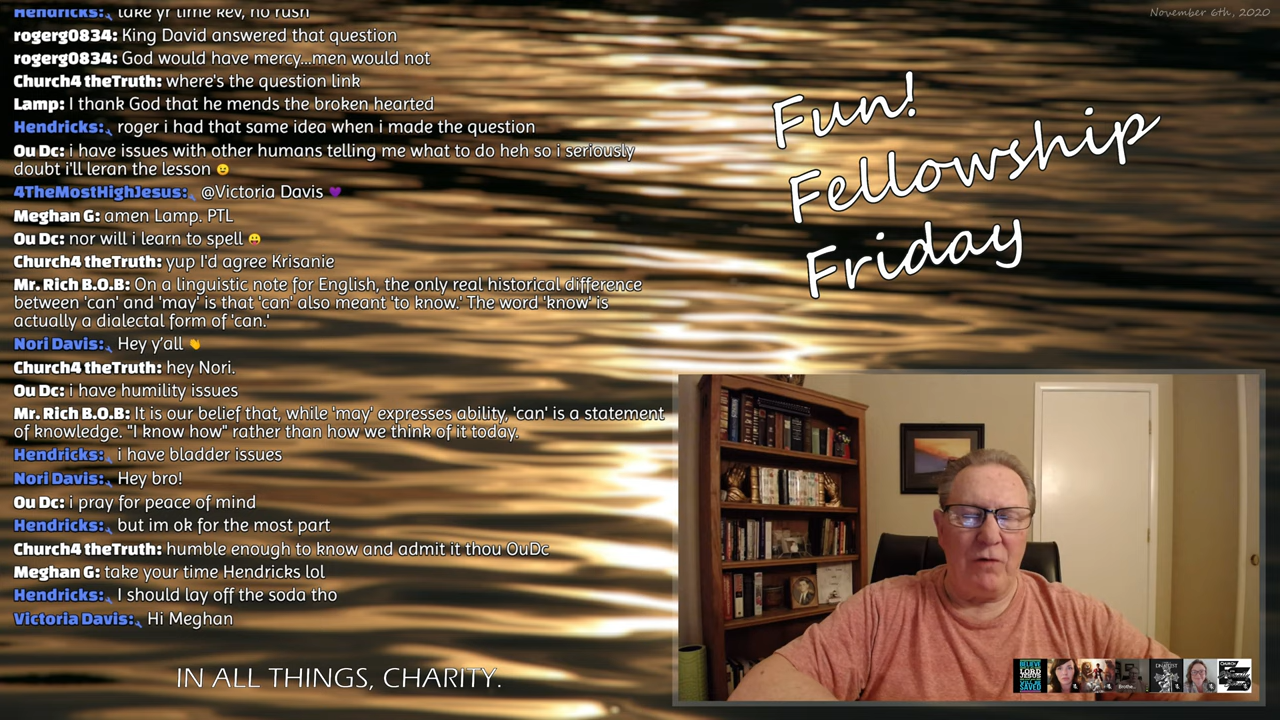 Hendricks: take yr time kev, no rush
rogerg0834: King David answered that question
rogerg0834: God would have mercy...men would not
Church4 theTruth: where's the question link
Lamp: I thank God that he mends the broken hearted
Hendricks: roger i had that same idea when i made the question
Ou Dc: i have issues with other humans telling me what to do heh so i seriously
doubt i'll leran the lesson
4TheMostHighJesus: @Victoria Davis
Meghan G: amen Lamp. PTL
Ou Dc: nor will i learn to spell
Church4 theTruth: yup I'd agree Krisanie
Mr. Rich B.O.B: On a linguistic note for English, the only real historical difference
between 'can' and 'may' is that 'can' also meant 'to know.' The word 'know' is
actually a dialectal form of 'can.'
Nori Davis: Hey y'all
Church4 theTruth: hey Nori.
Ou Dc: i have humility issues
Mr. Rich B.O.B: It is our belief that, while 'may' expresses ability, 'can' is a statement
of knowledge. "I know how" rather than how we think of it today.
Hendricks: i have bladder issues
Nori Davis: Hey bro!
Ou Dc: i pray for peace of mind
Hendricks: but im ok for the most part
Church4 theTruth: humble enough to know and admit it thou OuDc
Meghan G: take your time Hendricks lol
Hendricks: I should lay off the soda tho
Victoria Davis: Hi Meghan
IN ALL THINGS, CHARITY.
November 6th, 2020
Fun!
Fellowship
Friday
BELIEVE
LORD
JESUS
SAVED
Brothe...
CHURCH